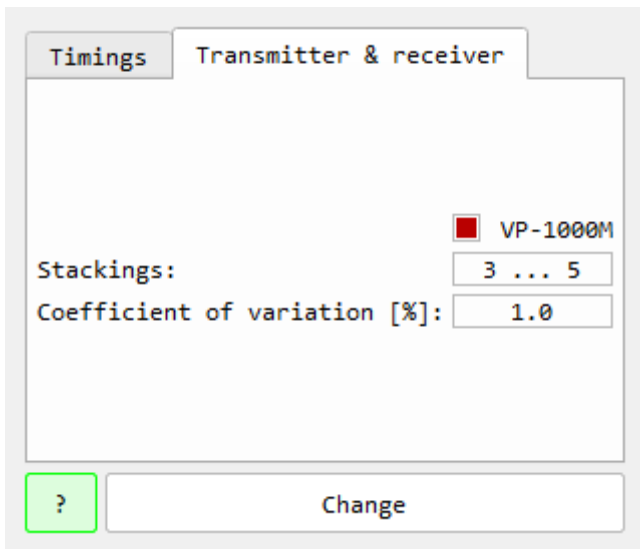 Timings
Transmitter & receiver
VP-1000M
Stackings:
3 ... 5
Coefficient of variation [%]:
1.0
?
Change